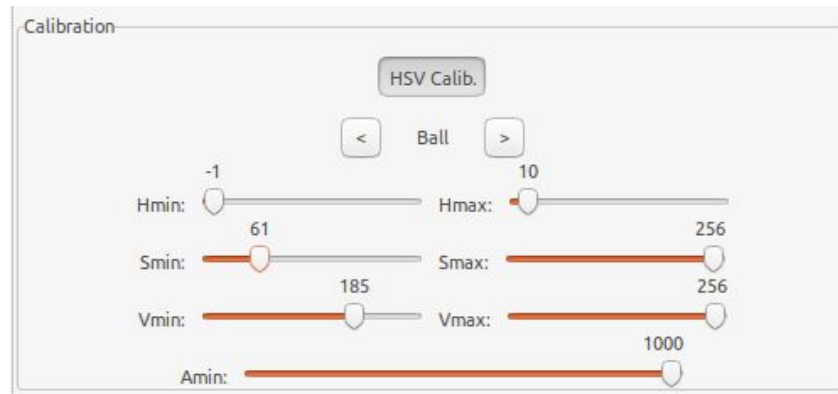 Calibration
HSV Calib.
< Ball >
-1 10
Hmin: Hmax:
61 256
Smin: Smax:
185 256
Vmin: Vmax:
1000
Amin: